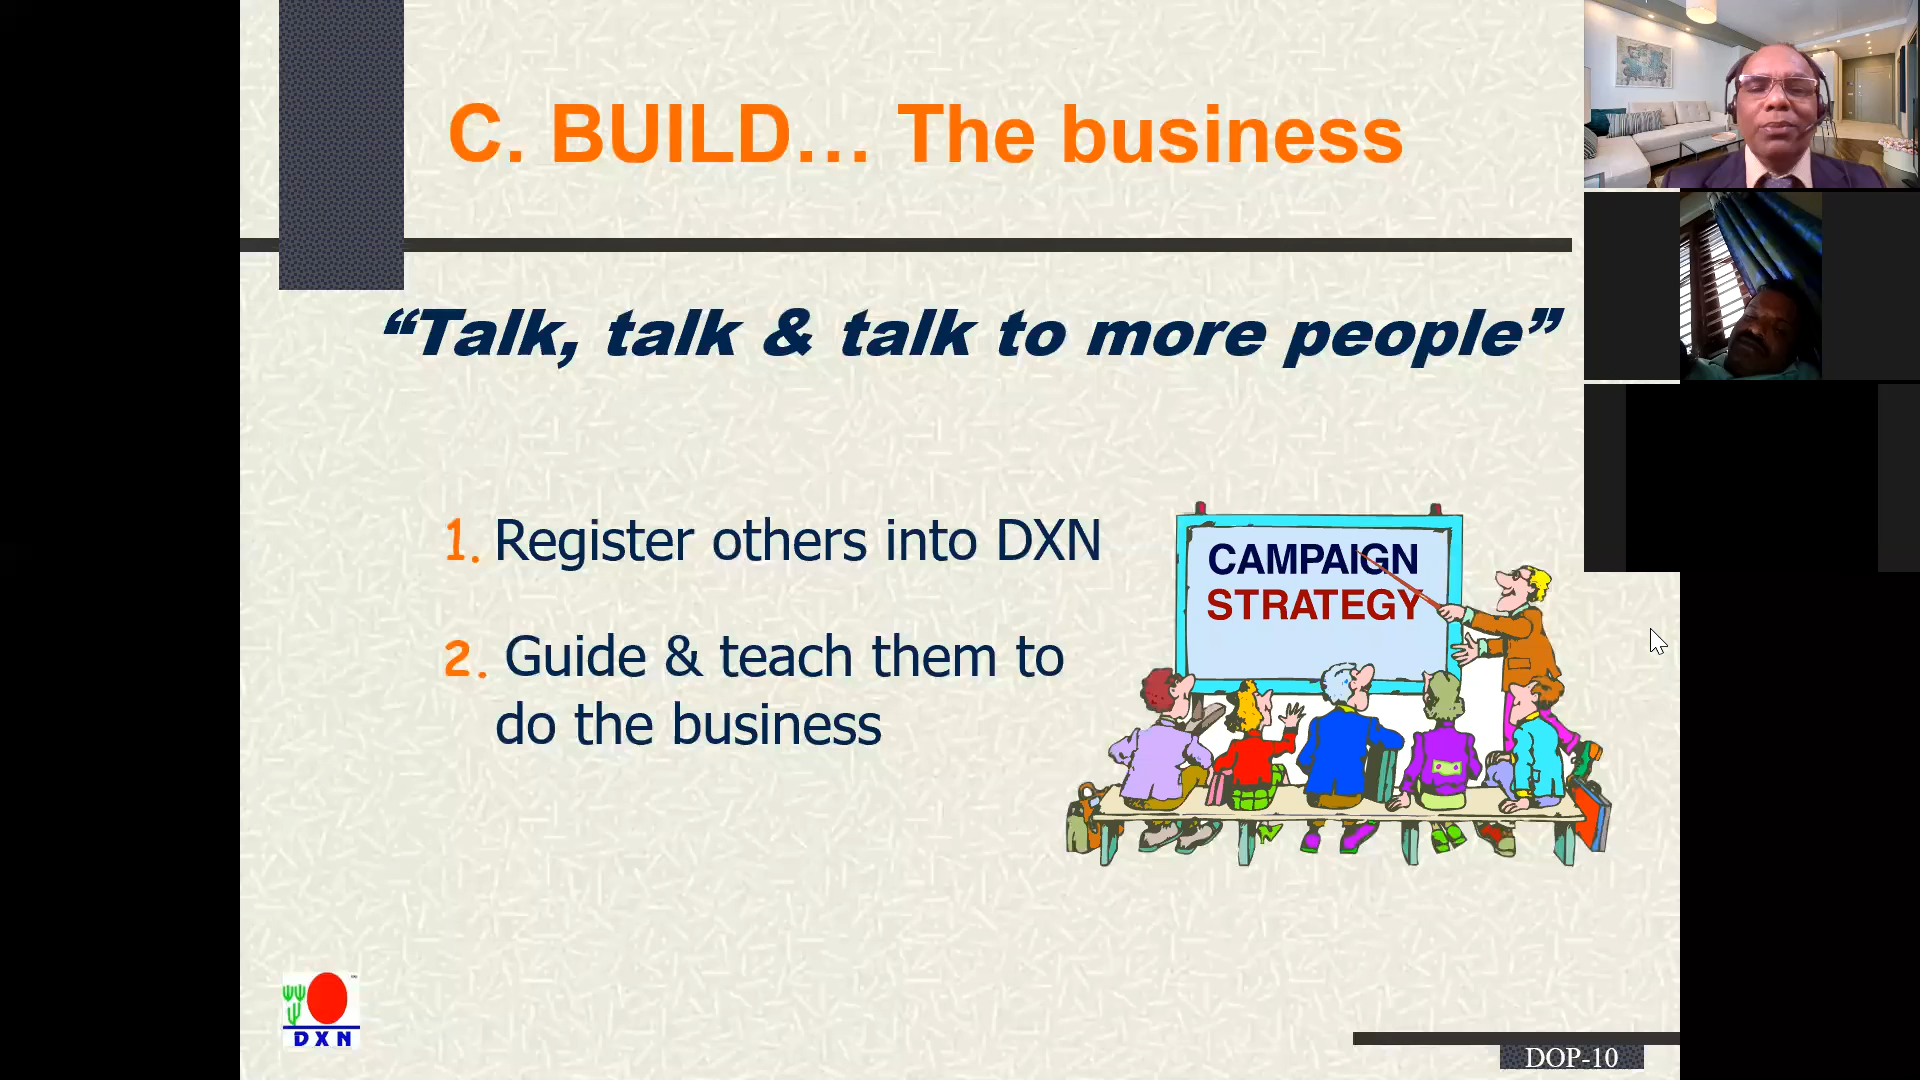 C. BUILD... The business
“Talk, talk & talk to more people”
1. Register others into DXN
2. Guide & teach them to
do the business
CAMPAIGN
STRATEGY
DXN
DOP-10